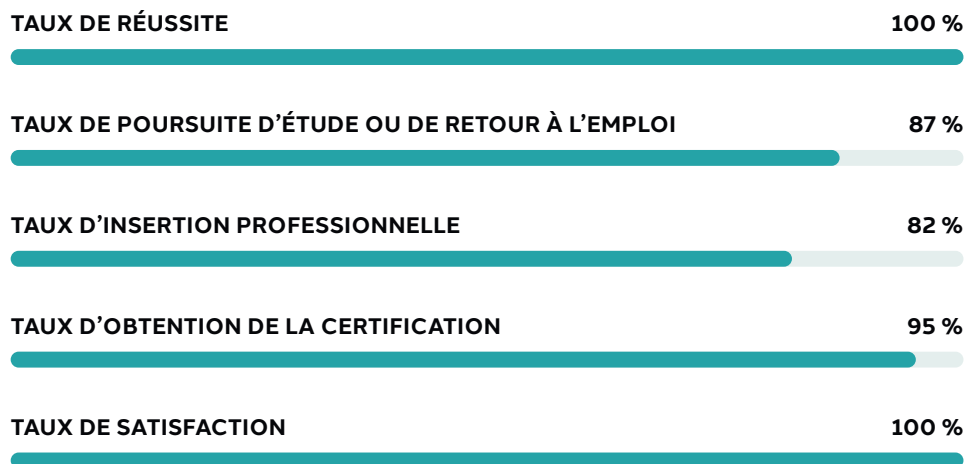 TAUX DE RÉUSSITE 100 %
TAUX DE POURSUITE D’ÉTUDE OU DE RETOUR À L’EMPLOI 87 %
TAUX D’INSERTION PROFESSIONNELLE 82 %
TAUX D’OBTENTION DE LA CERTIFICATION 95 %
TAUX DE SATISFACTION 100 %